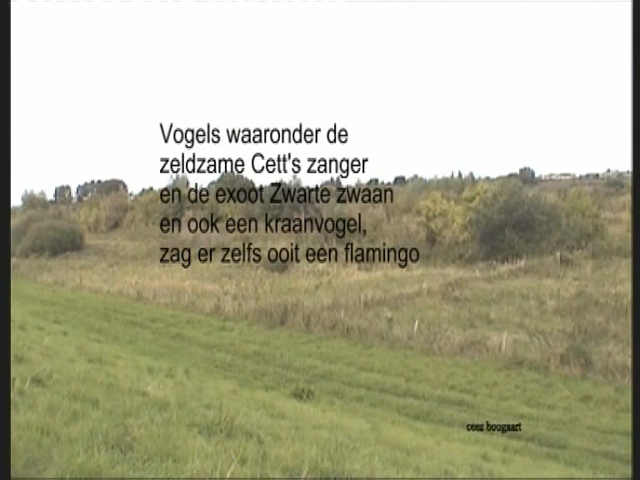 Vogels waaronder de
zeldzame Cett's zanger
en de exoot Zwarte zwaan
en ook een kraanvogel,
zag er zelfs ooit een flamingo
cees boogaart